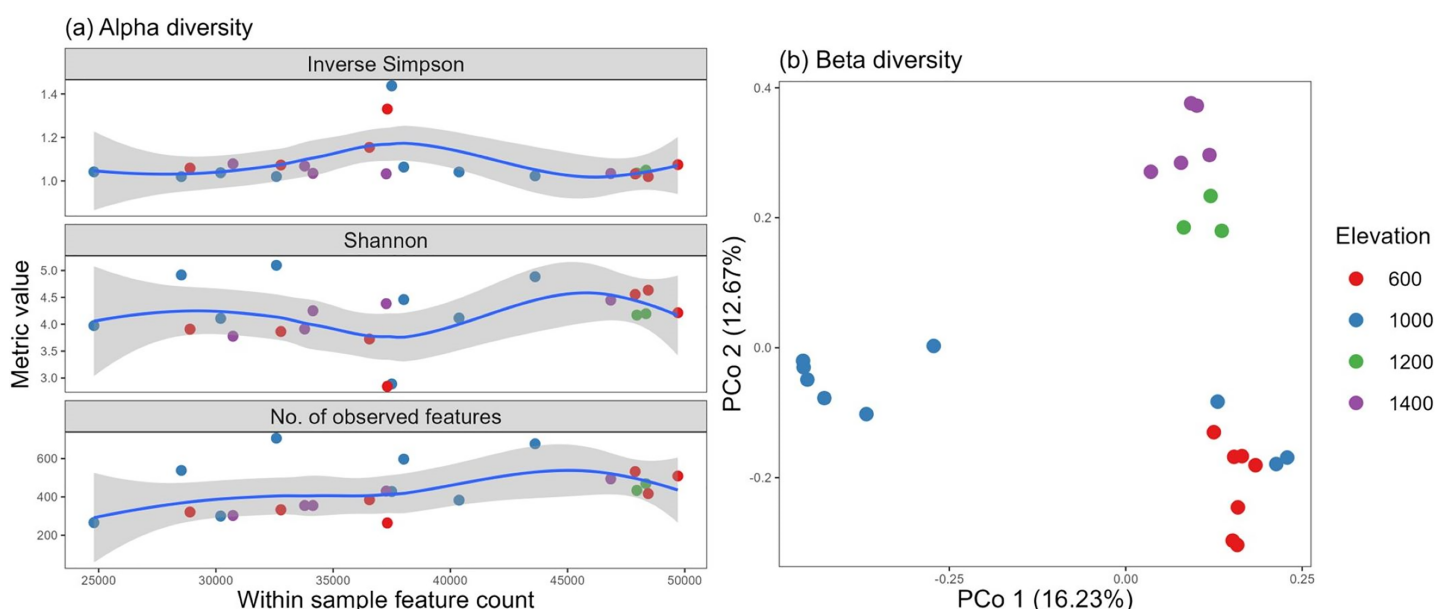 (a) Alpha diversity
Inverse Simpson
1.4
1.2
1.0
Shannon
5.0
4.5
4.0
3.5
3.0
No. of observed features
600
400
200
25000 30000 35000 40000 45000 50000
Within sample feature count
Metric value
(b) Beta diversity
0.4
0.2
0.0
-0.2
-0.25 0.00 0.25
PCo 1 (16.23%)
PCo 2 (12.67%)
Elevation
600
1000
1200
1400